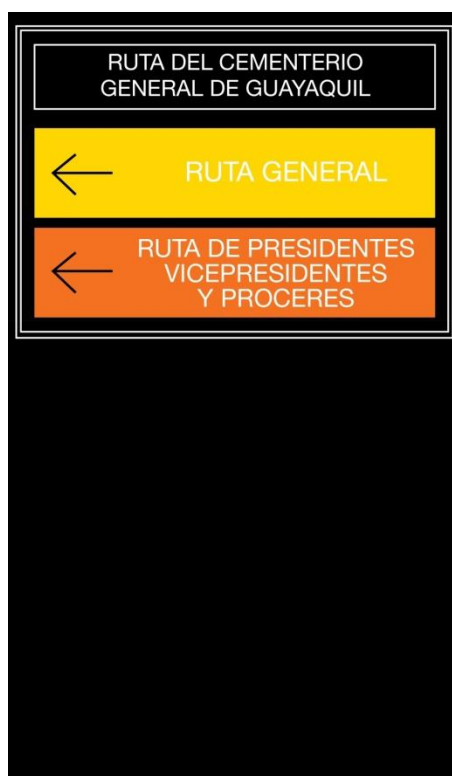 RUTA DEL CEMENTERIO
GENERAL DE GUAYAQUIL
RUTA GENERAL
RUTA DE PRESIDENTES
VICEPRESIDENTES
Y PROCERES